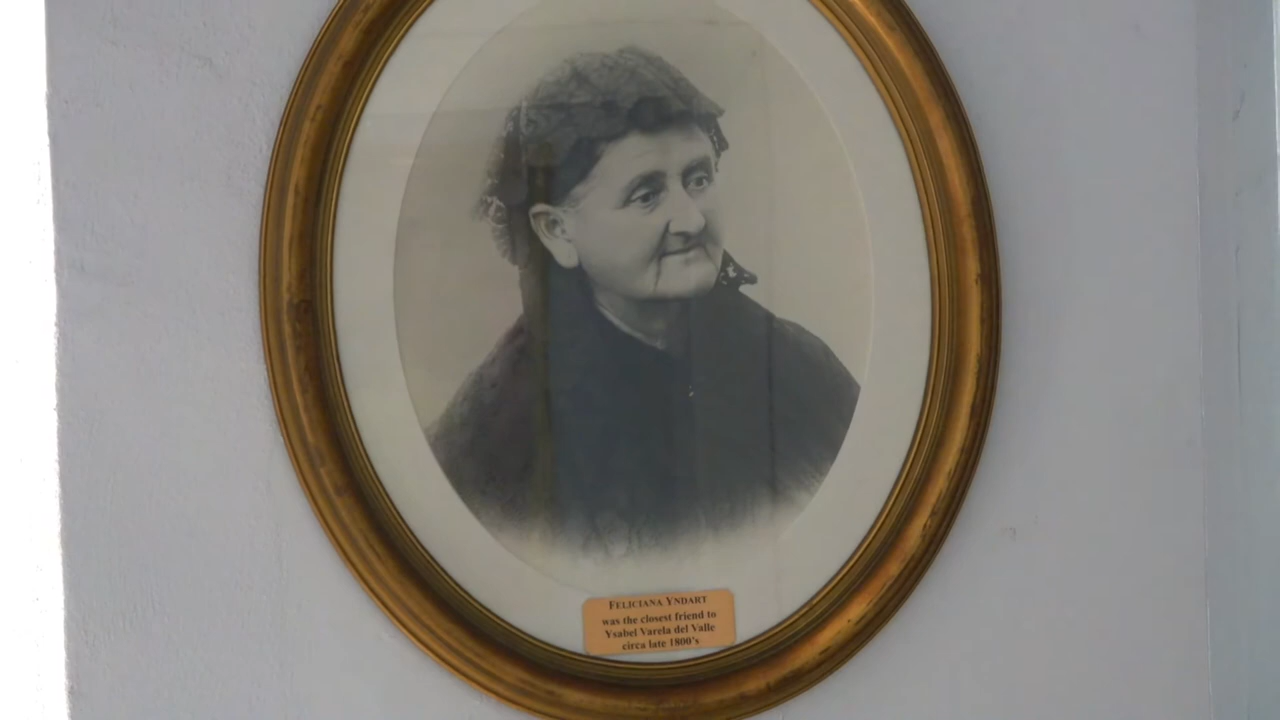 FELICIANA YNDART
was the closest friend to
Ysabel Varela del Valle
circa late 1800's